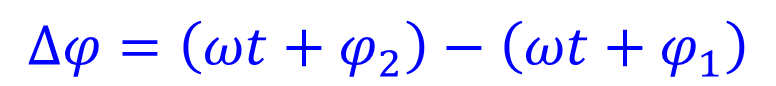 Δφ = (ωt + φ₂) − (ωt + φ₁)